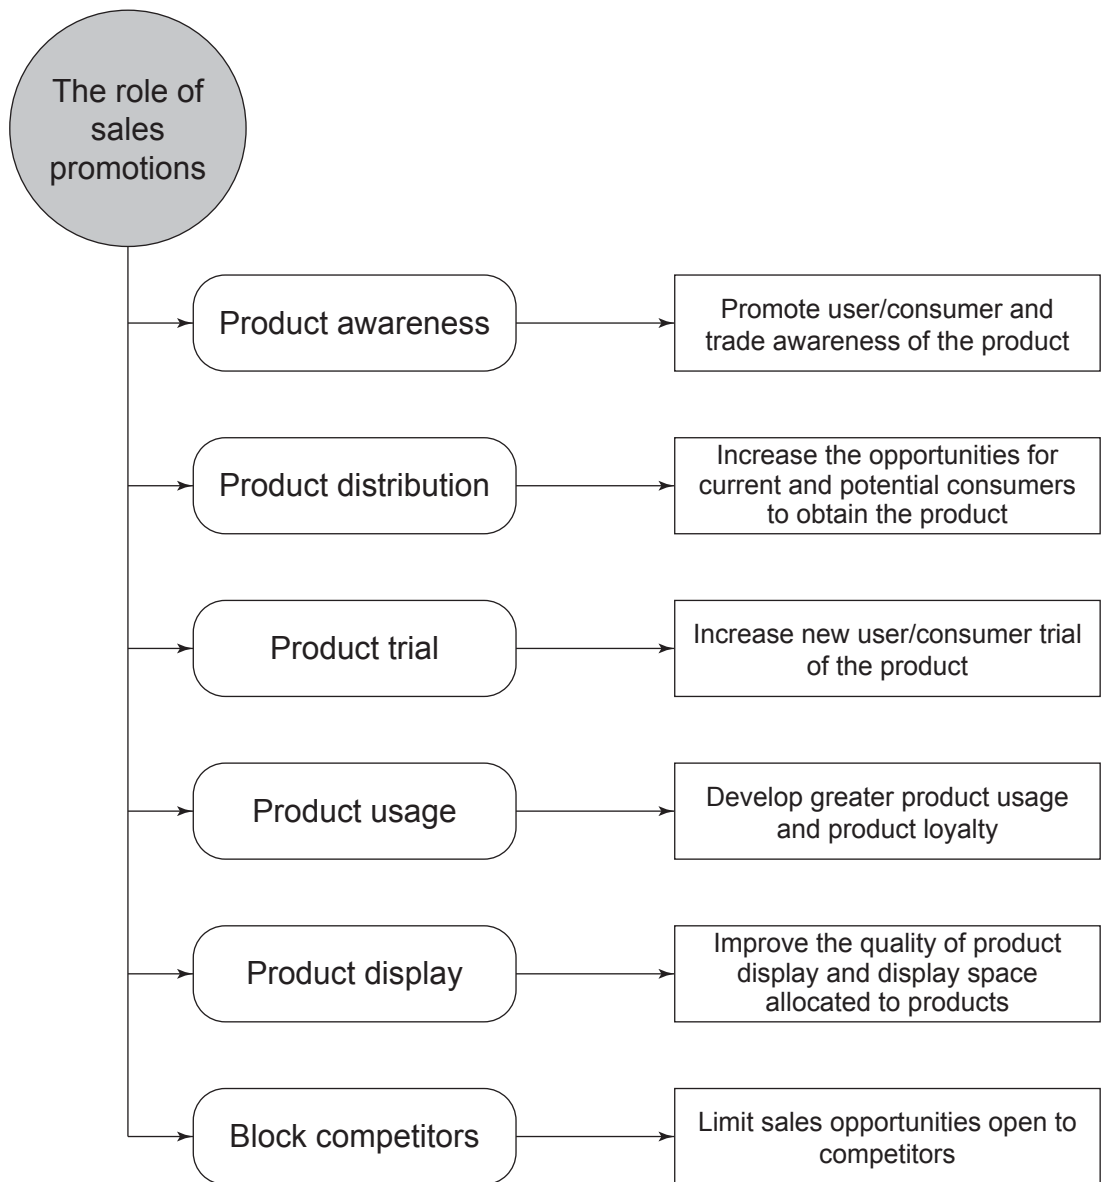 The role of
sales
promotions
Product awareness
Promote user/consumer and
trade awareness of the product
Product distribution
Increase the opportunities for
current and potential consumers
to obtain the product
Product trial
Increase new user/consumer trial
of the product
Product usage
Develop greater product usage
and product loyalty
Product display
Improve the quality of product
display and display space
allocated to products
Block competitors
Limit sales opportunities open to
competitors